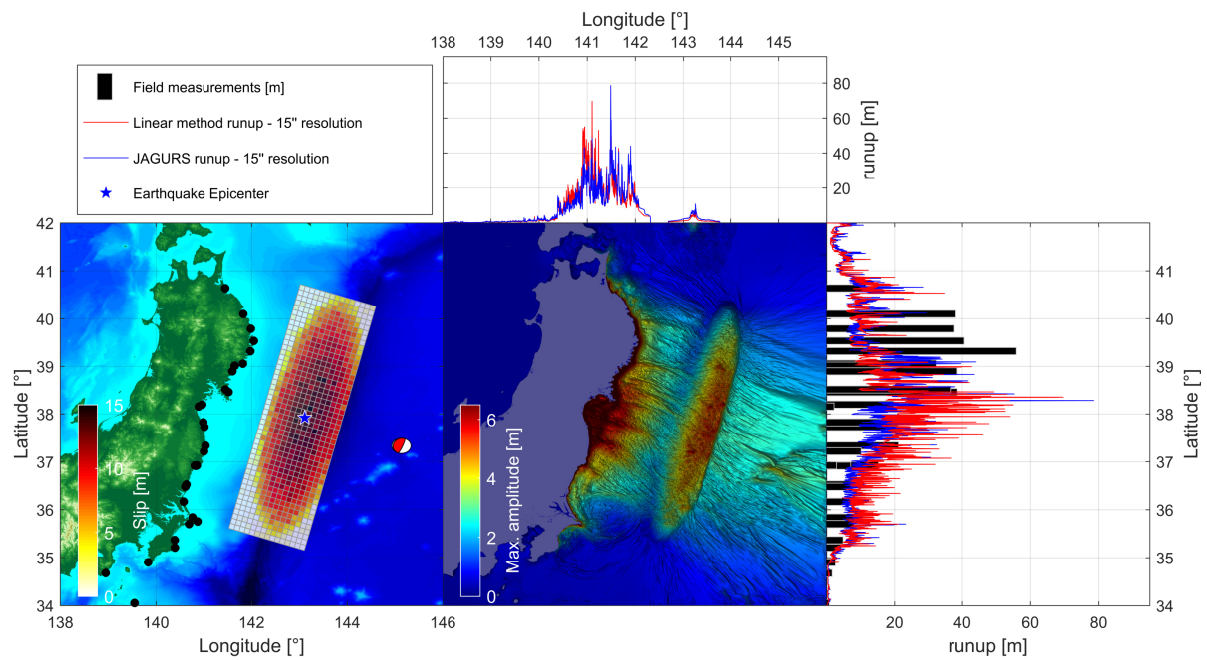 Longitude [°]
138 139 140 141 142 143 144 145
Field measurements [m]
Linear method runup - 15" resolution
JAGURS runup - 15" resolution
Earthquake Epicenter
80
60
40
20
runup [m]
42
41
40
39
38
37
36
35
34
Latitude [°]
15
10
5
0
Slip [m]
138 140 142 144 146
Longitude [°]
6
4
2
0
Max. amplitude [m]
41
40
39
38
37
36
35
34
Latitude [°]
20 40 60 80
runup [m]